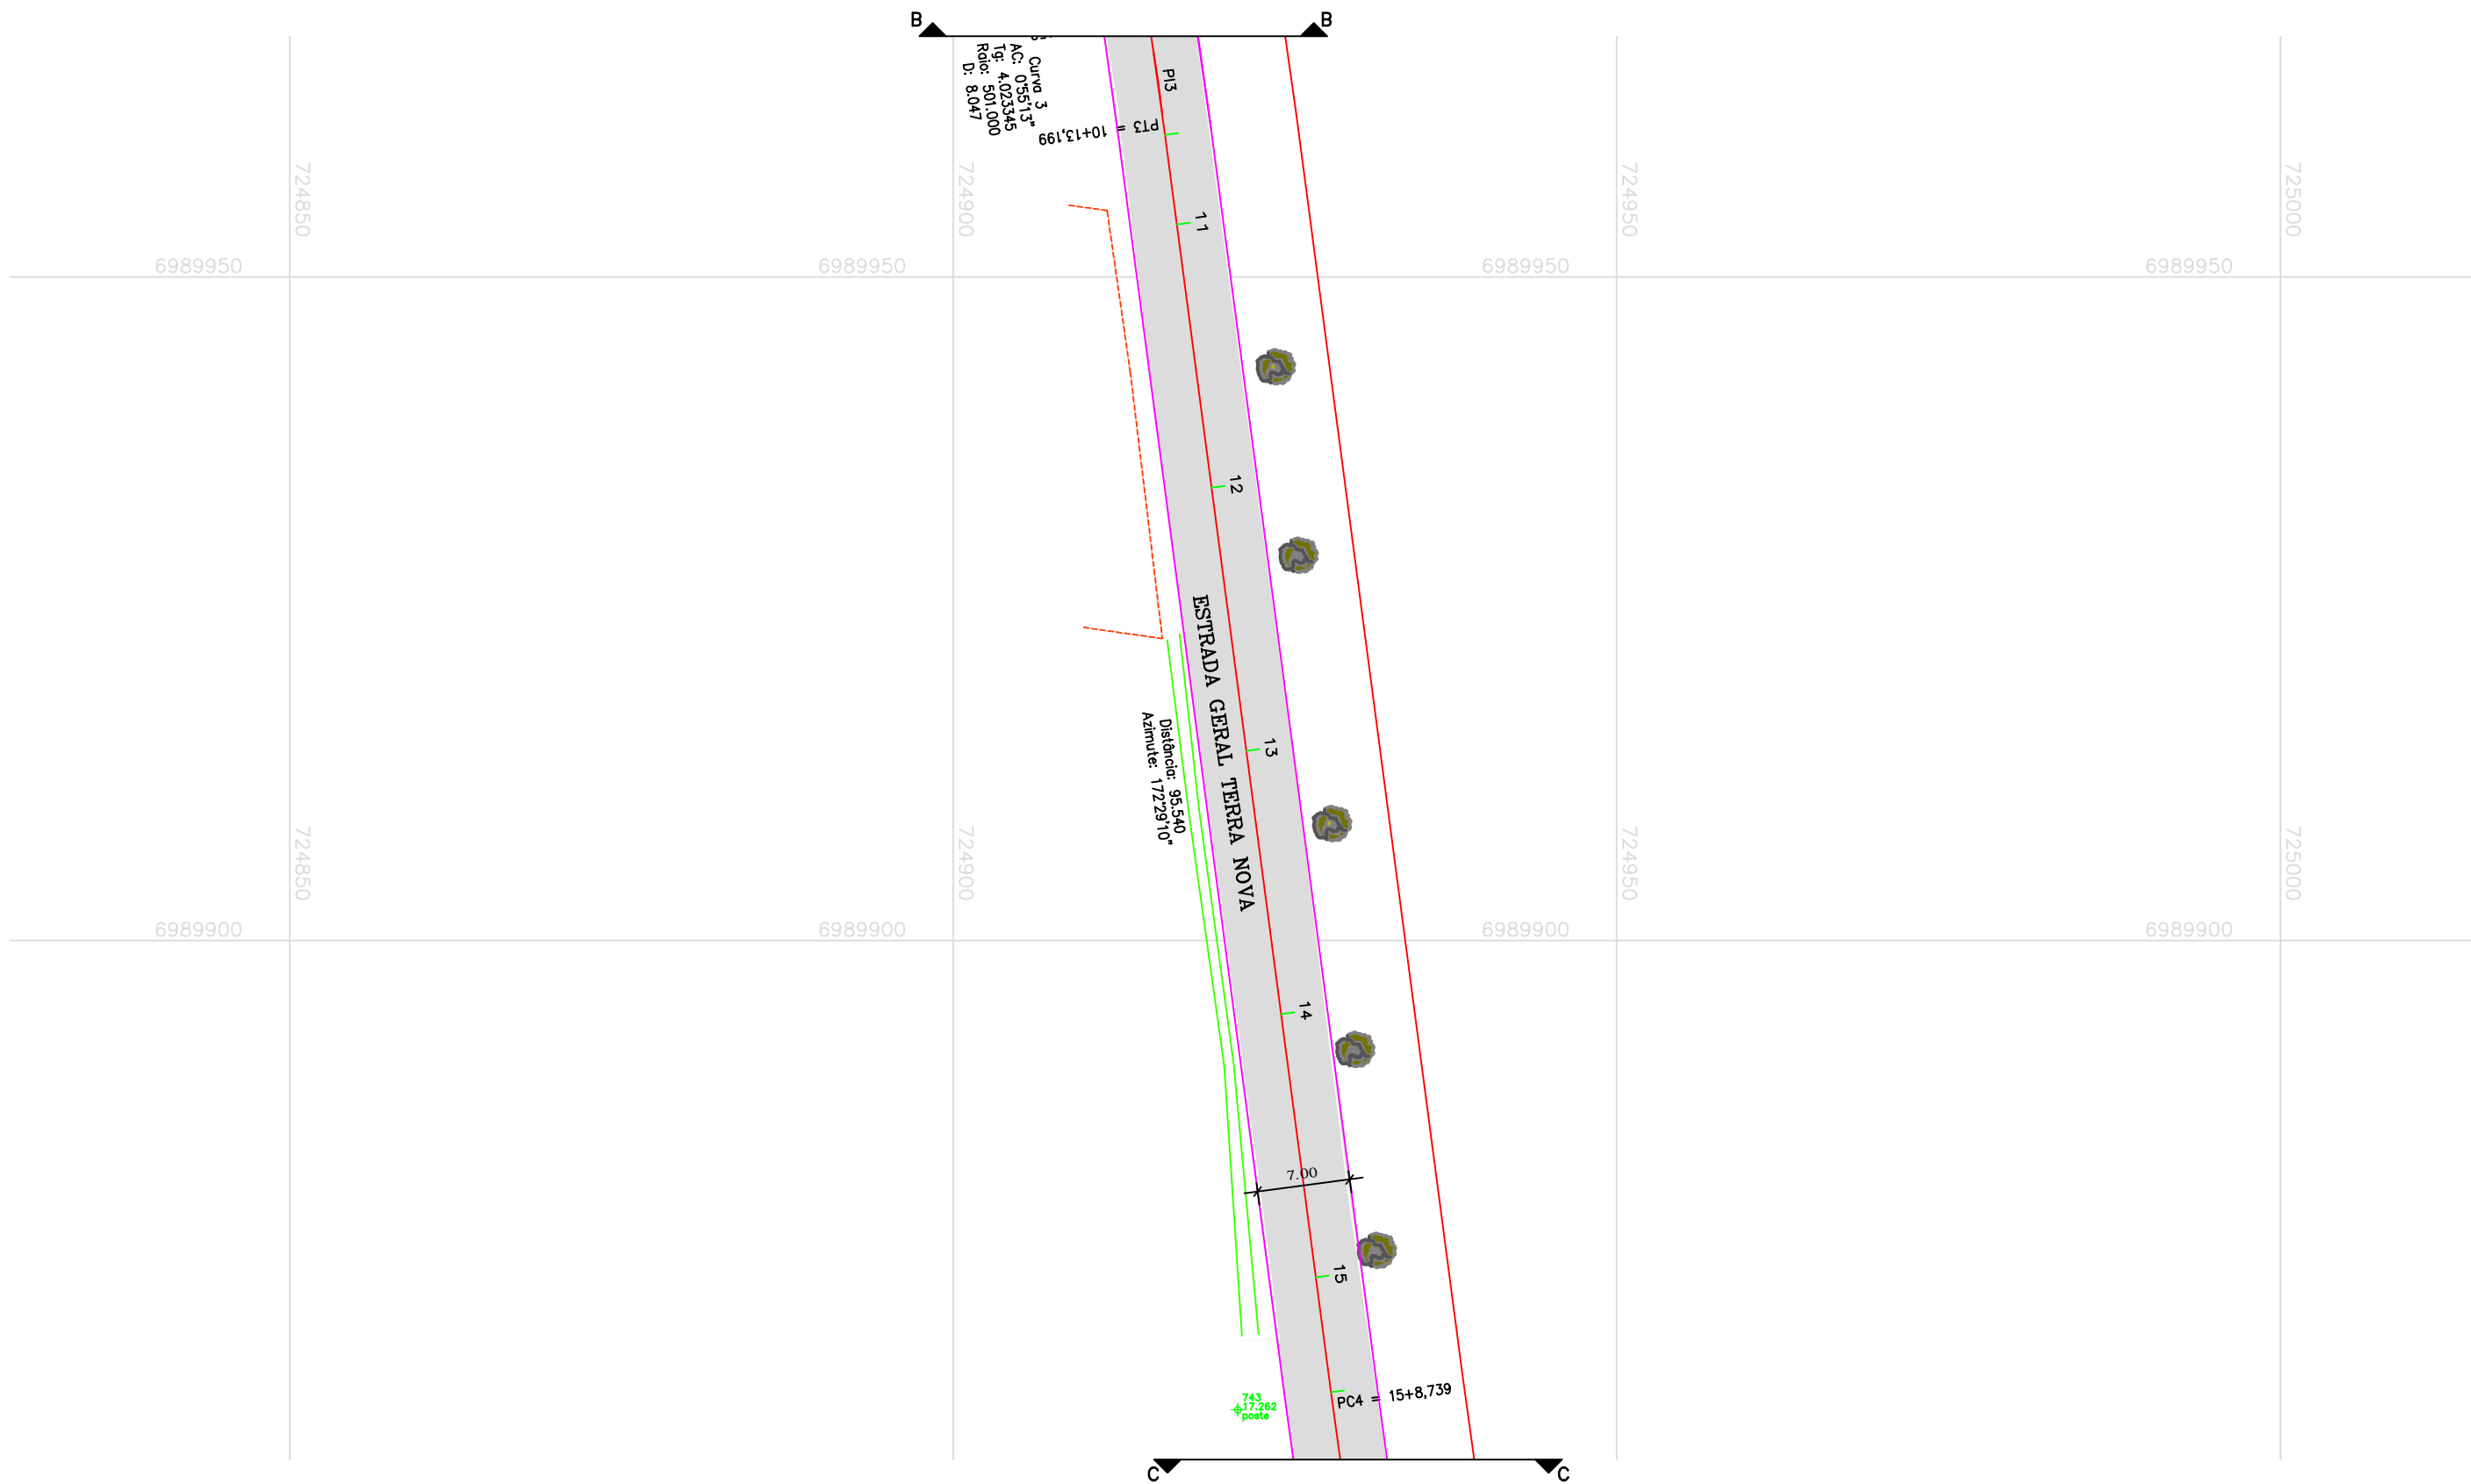 B
B
Curva 3
AC: 0°55'13"
Tg: 4.023345
Raio: 501.000
D: 8.047
PI3
PT3 = 10+13,199
724850
724900
724950
725000
11
6989950
6989950
6989950
6989950
12
ESTRADA GERAL TERRA NOVA
Distância: 95.540
Azimute: 172°29'10"
13
724850
724900
724950
725000
6989900
6989900
6989900
6989900
14
7.00
15
PC4 = 15+8,739
743
17.262
poste
C
C